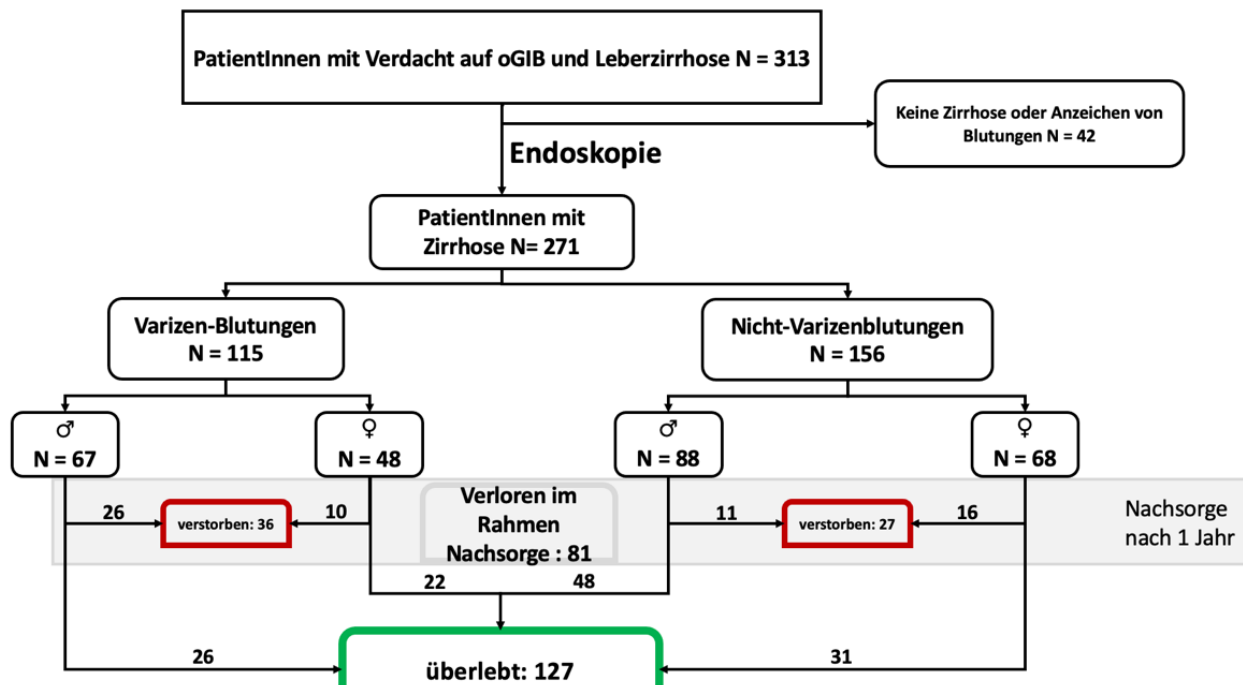 PatientInnen mit Verdacht auf oGIB und Leberzirrhose N = 313
Keine Zirrhose oder Anzeichen von
Blutungen N = 42
Endoskopie
PatientInnen mit
Zirrhose N= 271
Varizen-Blutungen
N = 115
Nicht-Varizenblutungen
N = 156
♂
N = 67
♀
N = 48
♂
N = 88
♀
N = 68
26
verstorben: 36
10
Verloren im
Rahmen
Nachsorge : 81
11
verstorben: 27
16
Nachsorge
nach 1 Jahr
22
48
26
überlebt: 127
31